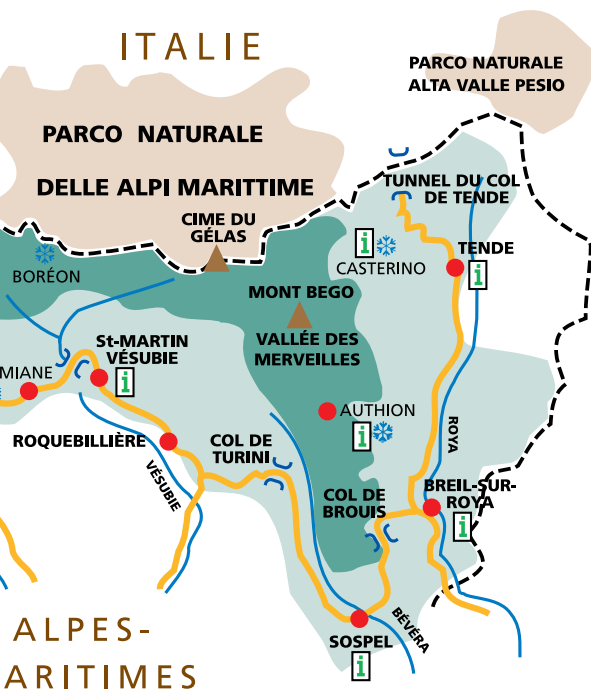 ITALIE
PARCO NATURALE
ALTA VALLE PESIO
PARCO NATURALE
DELLE ALPI MARITTIME
TUNNEL DU COL
DE TENDE
CIME DU
GÉLAS
BORÉON
CASTERINO
i
TENDE
i
MONT BEGO
VALLÉE DES
MERVEILLES
St-MARTIN
VÉSUBIE
i
MIANE
AUTHION
i
ROQUEBILLIÈRE
VÉSUBIE
COL DE
TURINI
ROYA
COL DE
BROUIS
BREIL-SUR-
ROYA
i
BÉVÉRA
SOSPEL
i
ALPES-
ARITIMES